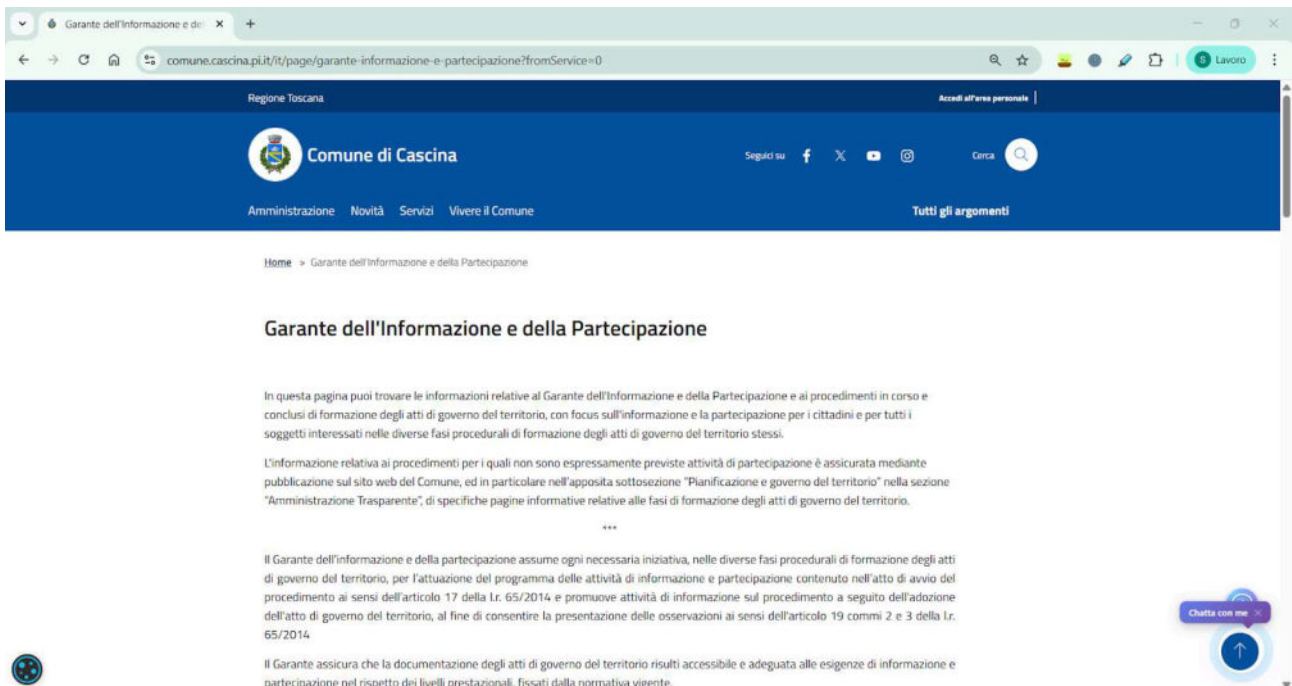 Garante dell'Informazione e de
Lavoro
comune.cascina.pi.it/it/page/garante-informazione-e-partecipazione?fromService=0
S
Regione Toscana
Accedi all'area personale
Comune di Cascina
Seguici su
Cerca
Amministrazione Novità Servizi Vivere il Comune
Tutti gli argomenti
Home > Garante dell'Informazione e della Partecipazione
Garante dell'Informazione e della Partecipazione
In questa pagina puoi trovare le informazioni relative al Garante dell'Informazione e della Partecipazione e ai procedimenti in corso e
conclusi di formazione degli atti di governo del territorio, con focus sull'informazione e la partecipazione per i cittadini e per tutti i
soggetti interessati nelle diverse fasi procedurali di formazione degli atti di governo del territorio stessi.
L'informazione relativa ai procedimenti per i quali non sono espressamente previste attività di partecipazione è assicurata mediante
pubblicazione sul sito web del Comune, ed in particolare nell'apposita sottosezione "Pianificazione e governo del territorio" nella sezione
"Amministrazione Trasparente", di specifiche pagine informative relative alle fasi di formazione degli atti di governo del territorio.
***
Il Garante dell'informazione e della partecipazione assume ogni necessaria iniziativa, nelle diverse fasi procedurali di formazione degli atti
di governo del territorio, per l'attuazione del programma delle attività di informazione e partecipazione contenuto nell'atto di avvio del
procedimento ai sensi dell'articolo 17 della l.r. 65/2014 e promuove attività di informazione sul procedimento a seguito dell'adozione
dell'atto di governo del territorio, al fine di consentire la presentazione delle osservazioni ai sensi dell'articolo 19 commi 2 e 3 della l.r.
65/2014
Chatta con me
Il Garante assicura che la documentazione degli atti di governo del territorio risulti accessibile e adeguata alle esigenze di informazione e
partecipazione nel rispetto dei livelli prestazionali, fissati dalla normativa vigente.